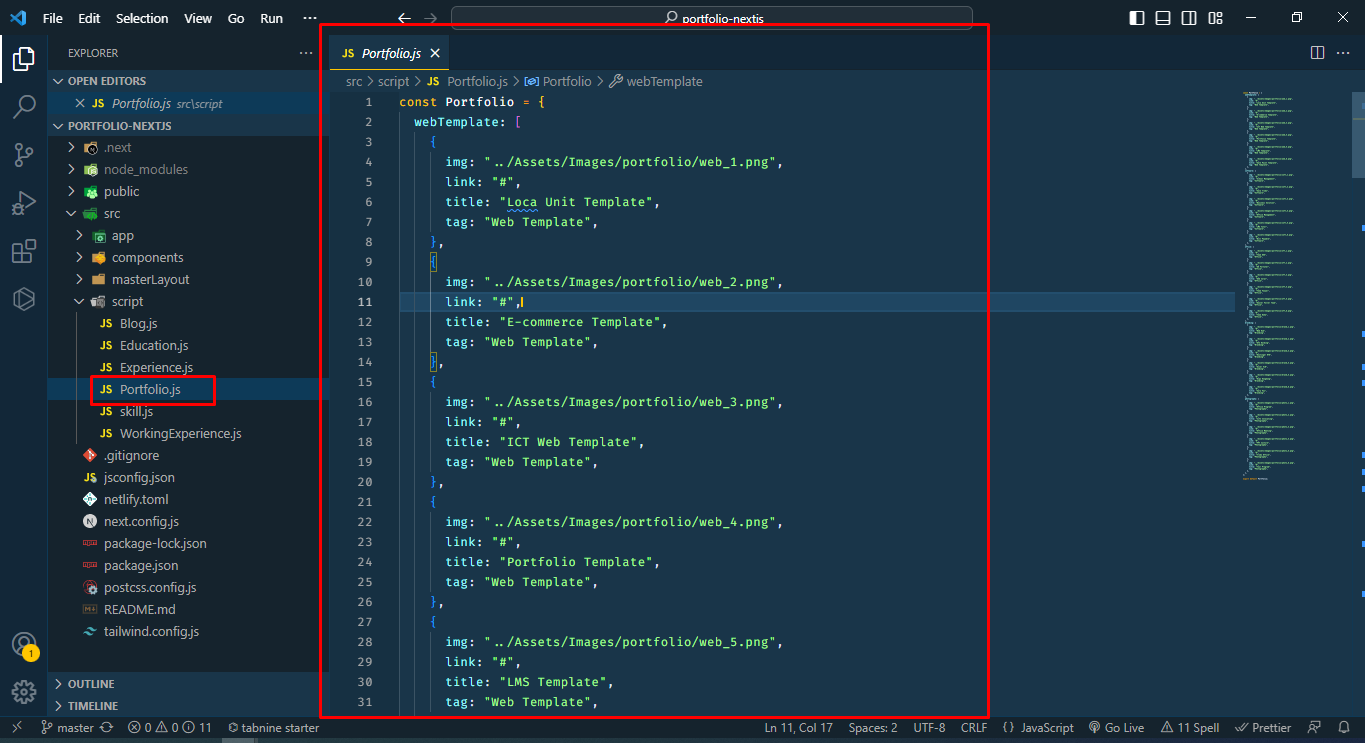 File Edit Selection View Go Run ···
portfolio-nextjs
EXPLORER
OPEN EDITORS
JS Portfolio.js src\script
PORTFOLIO-NEXTJS
.next
node_modules
public
src
app
components
masterLayout
script
JS Blog.js
JS Education.js
JS Experience.js
JS Portfolio.js
JS skill.js
JS WorkingExperience.js
.gitignore
JS jsconfig.json
netlify.toml
N next.config.js
package-lock.json
package.json
postcss.config.js
README.md
tailwind.config.js
OUTLINE
TIMELINE
1
JS Portfolio.js
src > script > JS Portfolio.js > Portfolio > webTemplate
1 const Portfolio = {
2 webTemplate: [
3 {
4 img: "../Assets/Images/portfolio/web_1.png",
5 link: "#",
6 title: "Loca Unit Template",
7 tag: "Web Template",
8 },
9 {
10 img: "../Assets/Images/portfolio/web_2.png",
11 link: "#",
12 title: "E-commerce Template",
13 tag: "Web Template",
14 },
15 {
16 img: "../Assets/Images/portfolio/web_3.png",
17 link: "#",
18 title: "ICT Web Template",
19 tag: "Web Template",
20 },
21 {
22 img: "../Assets/Images/portfolio/web_4.png",
23 link: "#",
24 title: "Portfolio Template",
25 tag: "Web Template",
26 },
27 {
28 img: "../Assets/Images/portfolio/web_5.png",
29 link: "#",
30 title: "LMS Template",
31 tag: "Web Template",
master 0 0 11 tabnine starter Ln 11, Col 17 Spaces: 2 UTF-8 CRLF {} JavaScript Go Live 11 Spell Prettier